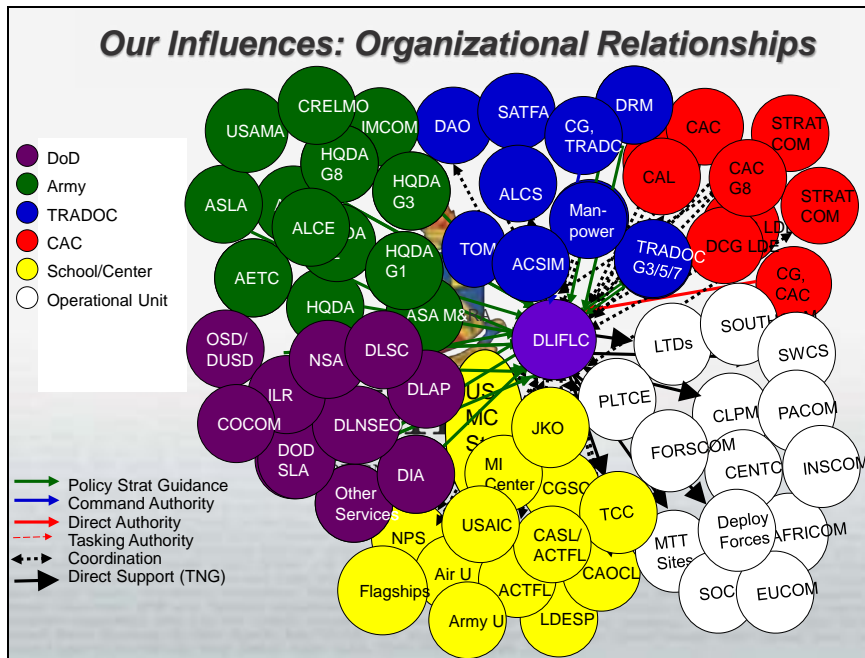 Our Influences: Organizational Relationships
DoD
Army
TRADOC
CAC
School/Center
Operational Unit
USAMA
CRELMO
IMCOM
HQDA
G8
HQDA
G3
ASLA
ALCE
HQDA
G1
AETC
HQDA
ASA M&RA
DAO
SATFA
CG,
TRADC
DRM
ALCS
Man-
power
TOM
ACSIM
TRADOC
G3/5/7
CAC
CAL
CAC
G8
STRAT
COM
STRAT
COM
DCG LDE
CG,
CAC
DLIFLC
OSD/
DUSD
NSA
DLSC
ILR
DLAP
COCOM
DLNSEO
DOD
SLA
DIA
Other
Services
US
MC
JKO
MI
Center
CGSC
USAIC
CASL/
ACTFL
TCC
NPS
Air U
Flagships
ACTFL
CAOCL
Army U
LDESP
LTDs
SOUTH
SWCS
PLTCE
CLPM
PACOM
FORSCOM
CENTC
INSCOM
MTT
Sites
Deploy
Forces
AFRICOM
SOC
EUCOM
Policy Strat Guidance
Command Authority
Direct Authority
Tasking Authority
Coordination
Direct Support (TNG)